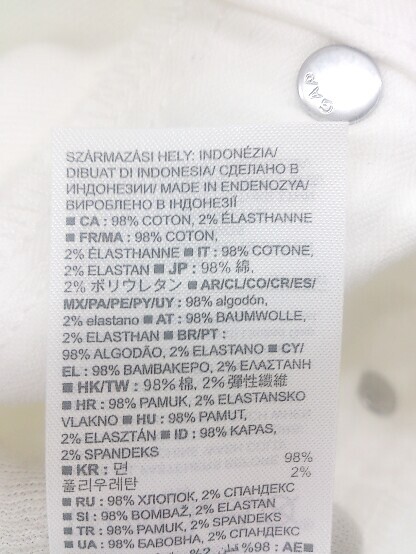 GAP
SZÁRMAZÁSI HELY: INDONÉZIA/
DIBUAT DI INDONESIA/ СДЕЛАНО В
ИНДОНЕЗИИ/ MADE IN ENDENOZYA/
ВИРОБЛЕНО В ІНДОНЕЗІЇ
■ CA : 98% COTON, 2% ÉLASTHANNE
■ FR/MA : 98% COTON,
2% ÉLASTHANNE ■ IT : 98% COTONE,
2% ELASTAN ■ JP : 98% 綿,
2% ポリウレタン ■ AR/CL/CO/CR/ES/
MX/PA/PE/PY/UY : 98% algodón,
2% elastano ■ AT : 98% BAUMWOLLE,
2% ELASTHAN ■ BR/PT :
98% ALGODÃO, 2% ELASTANO ■ CY/
EL : 98% ΒΑΜΒΑΚΕΡΟ, 2% ΕΛΑΣΤΑΝΗ
■ HK/TW : 98% 棉, 2% 彈性纖維
■ HR : 98% PAMUK, 2% ELASTANSKO
VLAKNO ■ HU : 98% PAMUT,
2% ELASZTÁN ■ ID : 98% KAPAS,
2% SPANDEKS
■ KR : 면 98%
폴리우레탄 2%
■ RU : 98% ХЛОПОК, 2% СПАНДЕКС
■ SI : 98% BOMBAŽ, 2% ELASTAN
■ TR : 98% PAMUK, 2% SPANDEKS
■ UA : 98% БАВОВНА, 2% СПАНДЕКС
■ AE : 98% قطن, 2%